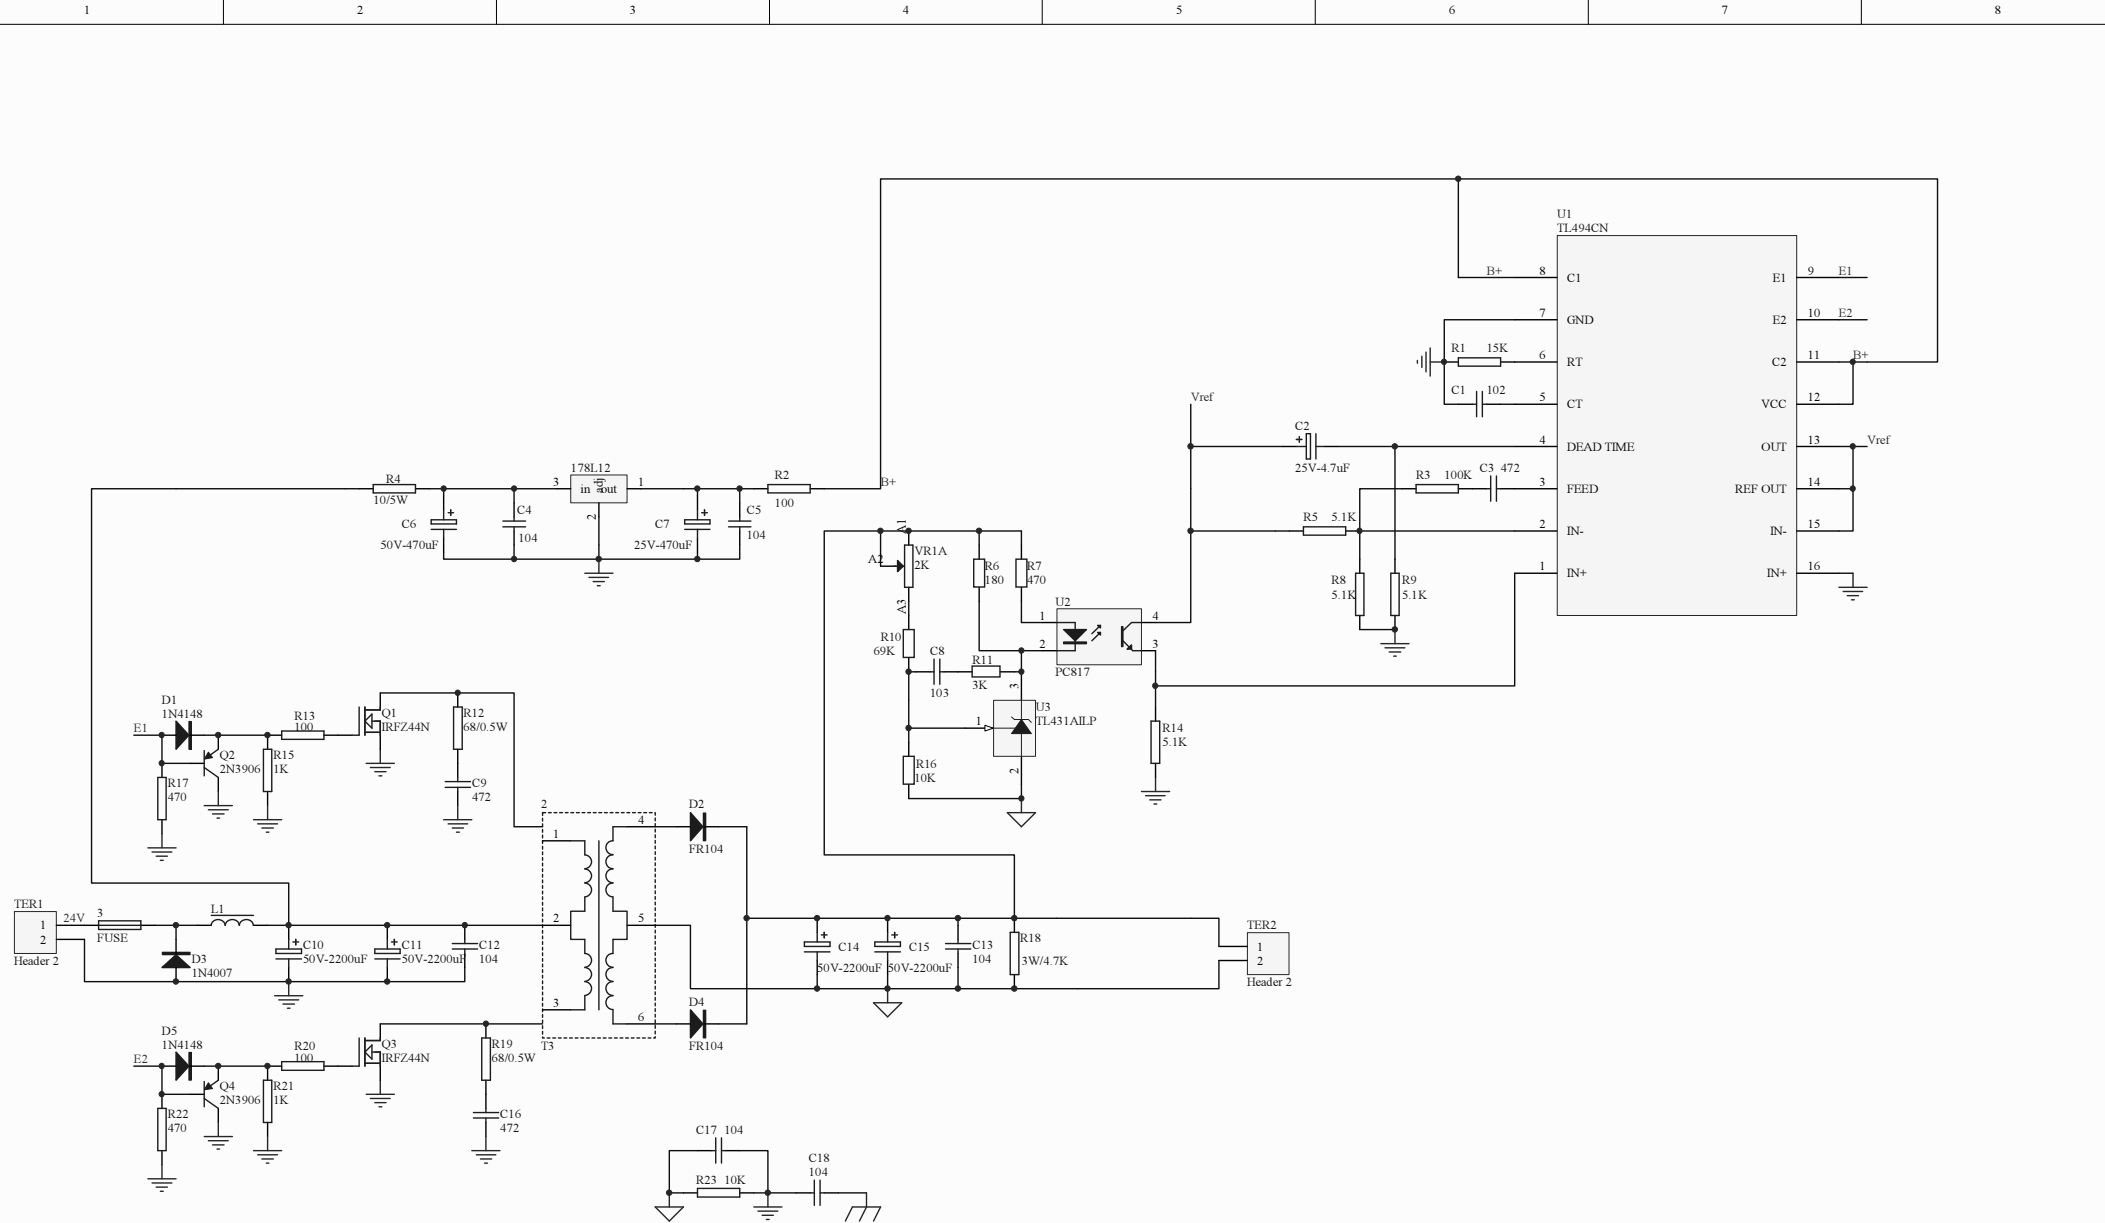 1 2 3 4 5 6 7 8
U1
TL494CN
B+ 8 C1 E1 9 E1
7 GND E2 10 E2
R1 15K 6 RT C2 11 B+
C1 102 5 CT VCC 12
Vref
C2 4 DEAD TIME OUT 13 Vref
25V-4.7uF
R3 100K C3 472 3 FEED REF OUT 14
R5 5.1K 2 IN- IN- 15
1 IN+ IN+ 16
R8
5.1K
R9
5.1K
178L12
R4
10/5W
3 in adj out 1
2
R2
100
B+
C6
50V-470uF
C4
104
C7
25V-470uF
C5
104
A1
A2
VR1A
2K
A3
R6
180
R7
470
U2
1 4
2 3
PC817
R10
69K
C8
103
R11
3K
3
U3
TL431AILP
1
2
R16
10K
R14
5.1K
D1
1N4148
E1
R13
100
Q1
IRFZ44N
R12
68/0.5W
Q2
2N3906
R15
1K
R17
470
C9
472
2
1 4
D2
FR104
TER1
1
2
Header 2
24V
3
FUSE
L1
2 5
D3
1N4007
C10
50V-2200uF
C11
50V-2200uF
C12
104
C14
50V-2200uF
C15
50V-2200uF
C13
104
R18
3W/4.7K
TER2
1
2
Header 2
3 6
D4
FR104
T3
D5
1N4148
E2
R20
100
Q3
IRFZ44N
R19
68/0.5W
Q4
2N3906
R21
1K
R22
470
C16
472
C17 104
R23 10K
C18
104